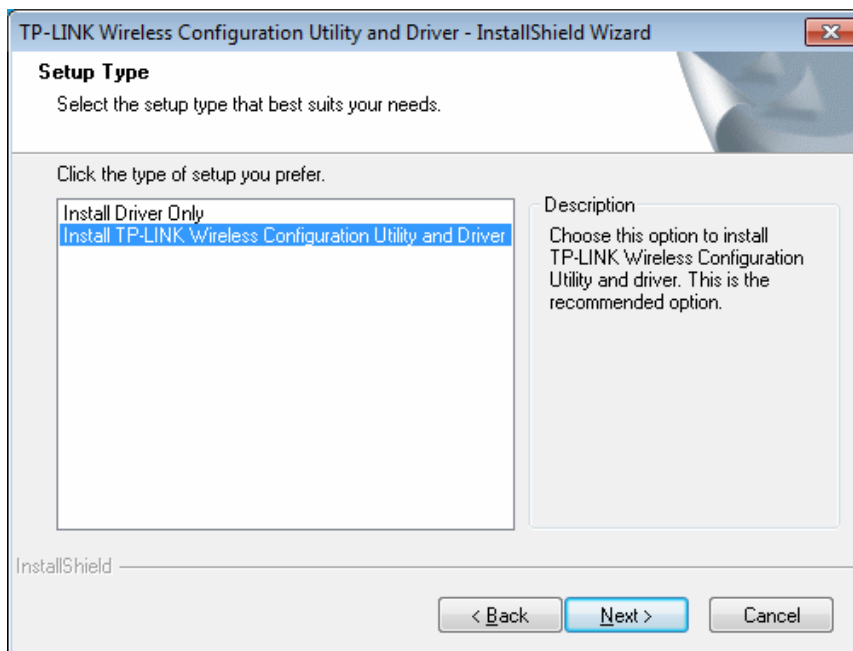 TP-LINK Wireless Configuration Utility and Driver - InstallShield Wizard
Setup Type
Select the setup type that best suits your needs.
Click the type of setup you prefer.
Install Driver Only
Install TP-LINK Wireless Configuration Utility and Driver
Description
Choose this option to install
TP-LINK Wireless Configuration
Utility and driver. This is the
recommended option.
InstallShield
< Back
Next >
Cancel